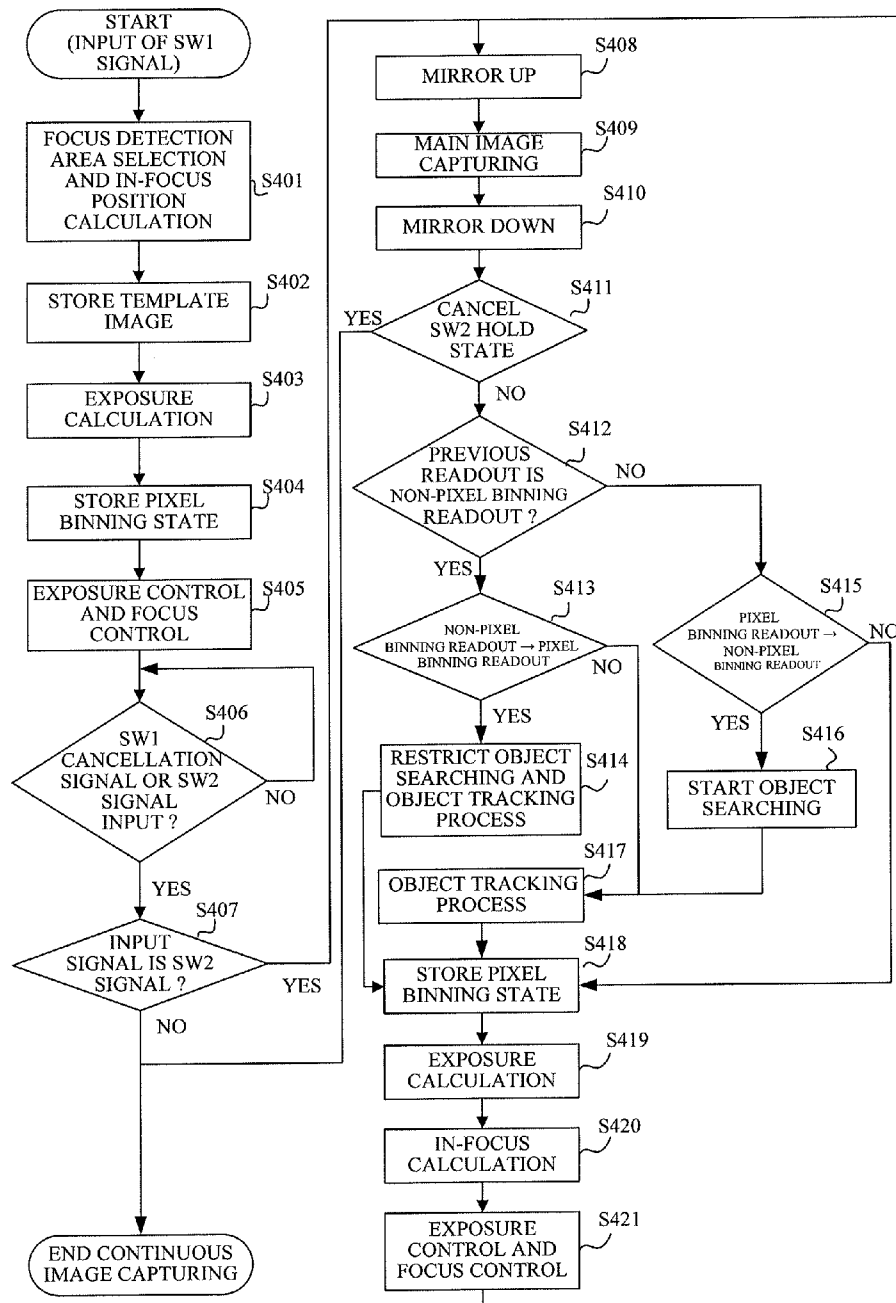 START
(INPUT OF SW1
SIGNAL)
FOCUS DETECTION
AREA SELECTION
AND IN-FOCUS
POSITION
CALCULATION
S401
STORE TEMPLATE
IMAGE
S402
EXPOSURE
CALCULATION
S403
STORE PIXEL
BINNING STATE
S404
EXPOSURE CONTROL
AND FOCUS
CONTROL
S405
SW1
CANCELLATION
SIGNAL OR SW2
SIGNAL
INPUT ?
S406
NO
YES
INPUT
SIGNAL IS SW2
SIGNAL ?
S407
YES
NO
END CONTINUOUS
IMAGE CAPTURING
MIRROR UP
S408
MAIN IMAGE
CAPTURING
S409
MIRROR DOWN
S410
CANCEL
SW2 HOLD
STATE
S411
YES
NO
PREVIOUS
READOUT IS
NON-PIXEL BINNING
READOUT ?
S412
NO
YES
NON-PIXEL
BINNING READOUT → PIXEL
BINNING READOUT
S413
NO
YES
RESTRICT OBJECT
SEARCHING AND
OBJECT TRACKING
PROCESS
S414
PIXEL
BINNING READOUT →
NON-PIXEL
BINNING READOUT
S415
NO
YES
START OBJECT
SEARCHING
S416
OBJECT TRACKING
PROCESS
S417
STORE PIXEL
BINNING STATE
S418
EXPOSURE
CALCULATION
S419
IN-FOCUS
CALCULATION
S420
EXPOSURE
CONTROL AND
FOCUS CONTROL
S421